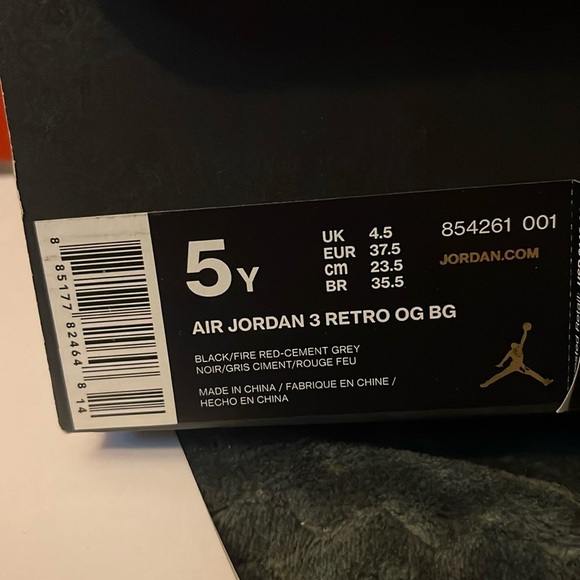 5Y
UK 4.5
EUR 37.5
cm 23.5
BR 35.5
854261 001
JORDAN.COM
AIR JORDAN 3 RETRO OG BG
BLACK/FIRE RED-CEMENT GREY
NOIR/GRIS CIMENT/ROUGE FEU
MADE IN CHINA / FABRIQUE EN CHINE /
HECHO EN CHINA
8 85177 82464 8 14